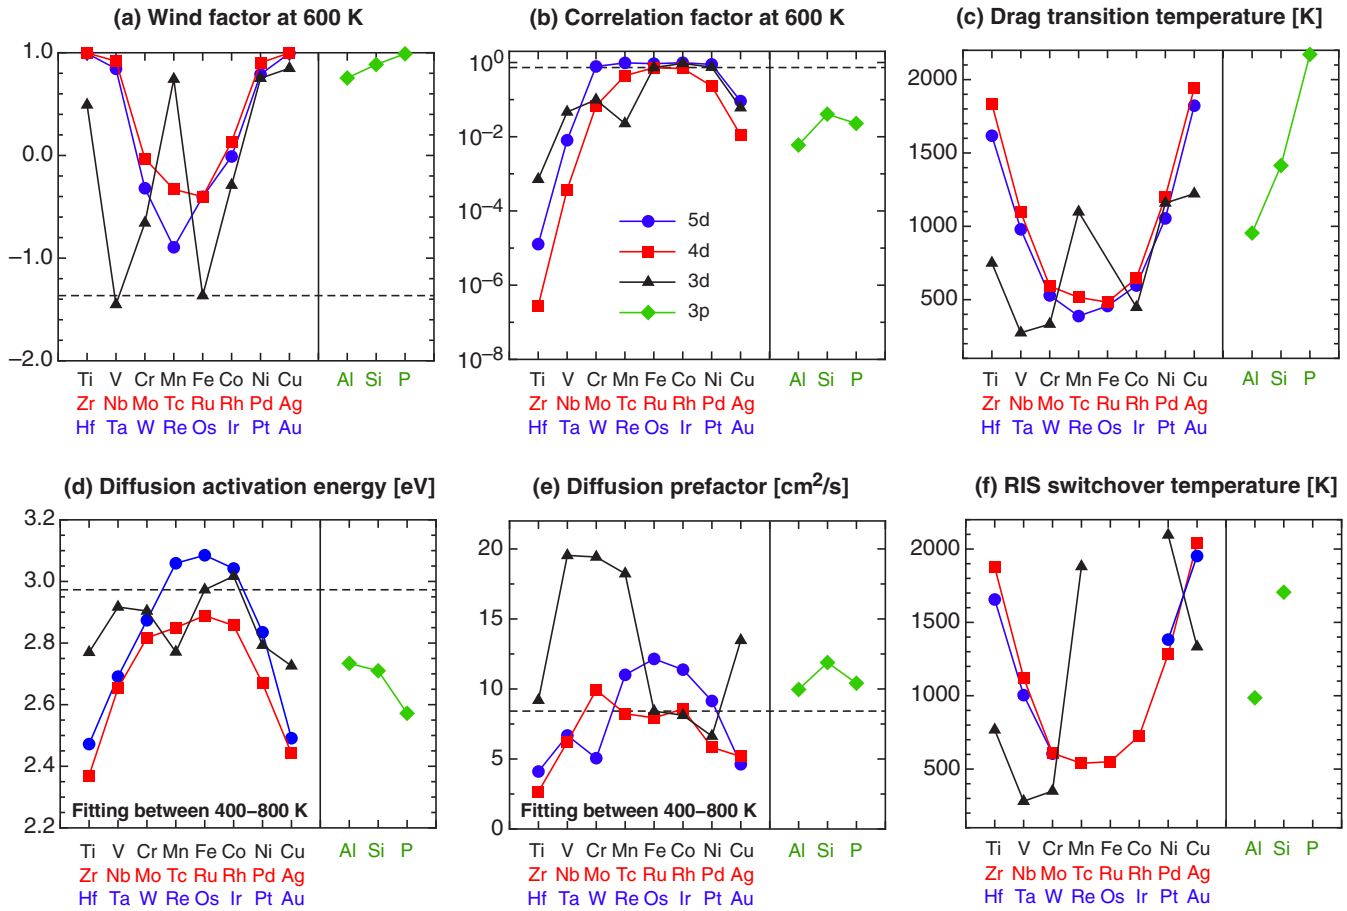 (a) Wind factor at 600 K
1.0
0.0
−1.0
−2.0
Ti V Cr Mn Fe Co Ni Cu Al Si P
Zr Nb Mo Tc Ru Rh Pd Ag
Hf Ta W Re Os Ir Pt Au
(b) Correlation factor at 600 K
10^0
10^−2
10^−4
10^−6
10^−8
5d
4d
3d
3p
Ti V Cr Mn Fe Co Ni Cu Al Si P
Zr Nb Mo Tc Ru Rh Pd Ag
Hf Ta W Re Os Ir Pt Au
(c) Drag transition temperature [K]
2000
1500
1000
500
Ti V Cr Mn Fe Co Ni Cu Al Si P
Zr Nb Mo Tc Ru Rh Pd Ag
Hf Ta W Re Os Ir Pt Au
(d) Diffusion activation energy [eV]
3.2
3.0
2.8
2.6
2.4
2.2
Fitting between 400–800 K
Ti V Cr Mn Fe Co Ni Cu Al Si P
Zr Nb Mo Tc Ru Rh Pd Ag
Hf Ta W Re Os Ir Pt Au
(e) Diffusion prefactor [cm²/s]
20
15
10
5
0
Fitting between 400–800 K
Ti V Cr Mn Fe Co Ni Cu Al Si P
Zr Nb Mo Tc Ru Rh Pd Ag
Hf Ta W Re Os Ir Pt Au
(f) RIS switchover temperature [K]
2000
1500
1000
500
Ti V Cr Mn Fe Co Ni Cu Al Si P
Zr Nb Mo Tc Ru Rh Pd Ag
Hf Ta W Re Os Ir Pt Au